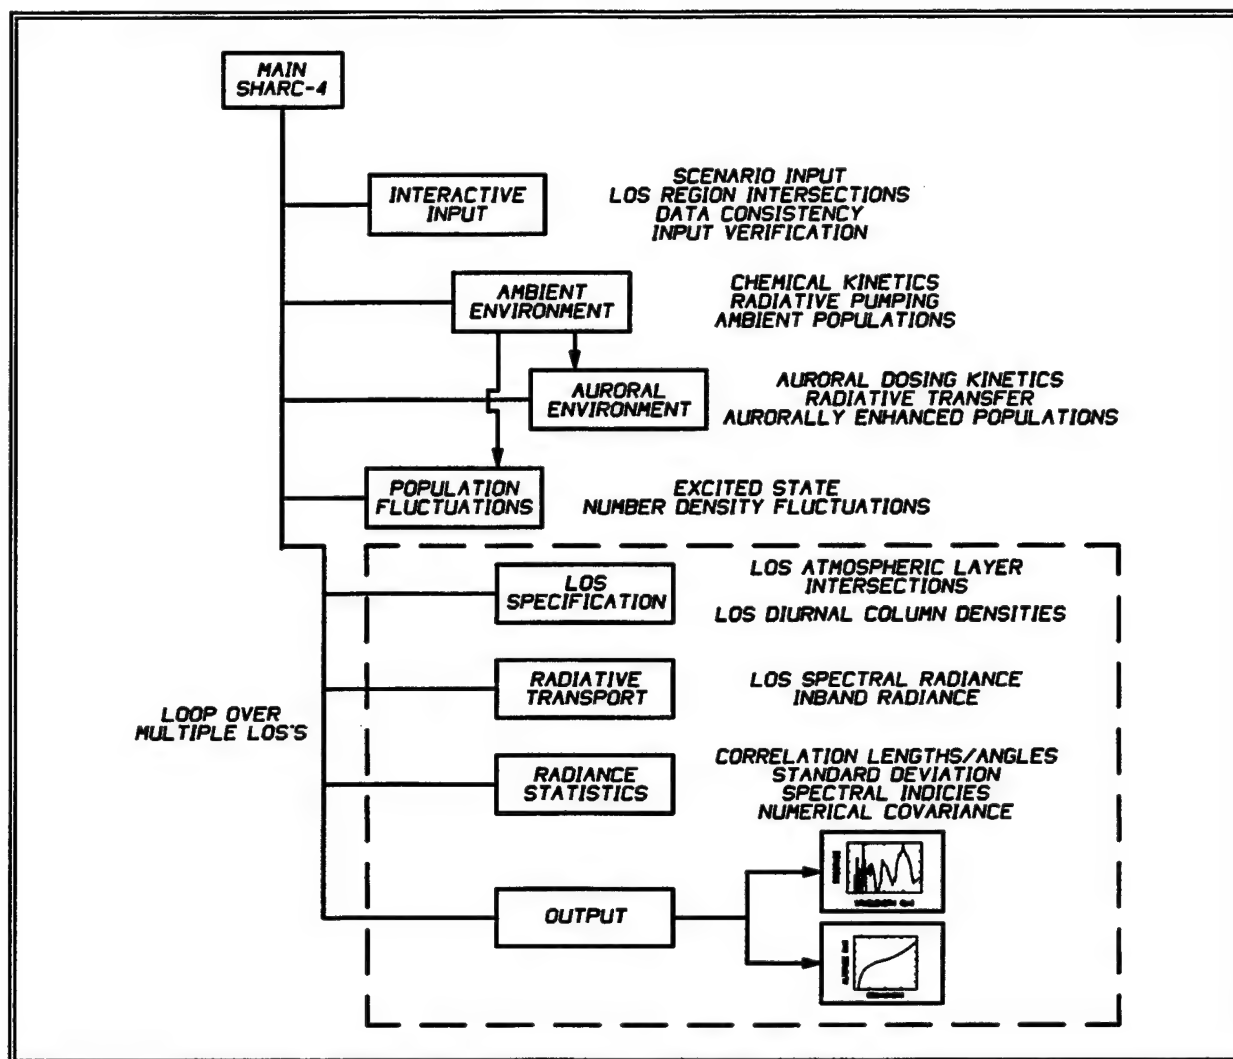 MAIN
SHARC-4
INTERACTIVE
INPUT
SCENARIO INPUT
LOS REGION INTERSECTIONS
DATA CONSISTENCY
INPUT VERIFICATION
AMBIENT
ENVIRONMENT
CHEMICAL KINETICS
RADIATIVE PUMPING
AMBIENT POPULATIONS
AURORAL
ENVIRONMENT
AURORAL DOSING KINETICS
RADIATIVE TRANSFER
AURORALLY ENHANCED POPULATIONS
POPULATION
FLUCTUATIONS
EXCITED STATE
NUMBER DENSITY FLUCTUATIONS
LOS
SPECIFICATION
LOS ATMOSPHERIC LAYER
INTERSECTIONS
LOS DIURNAL COLUMN DENSITIES
RADIATIVE
TRANSPORT
LOS SPECTRAL RADIANCE
INBAND RADIANCE
LOOP OVER
MULTIPLE LOS'S
RADIANCE
STATISTICS
CORRELATION LENGTHS/ANGLES
STANDARD DEVIATION
SPECTRAL INDICIES
NUMERICAL COVARIANCE
OUTPUT